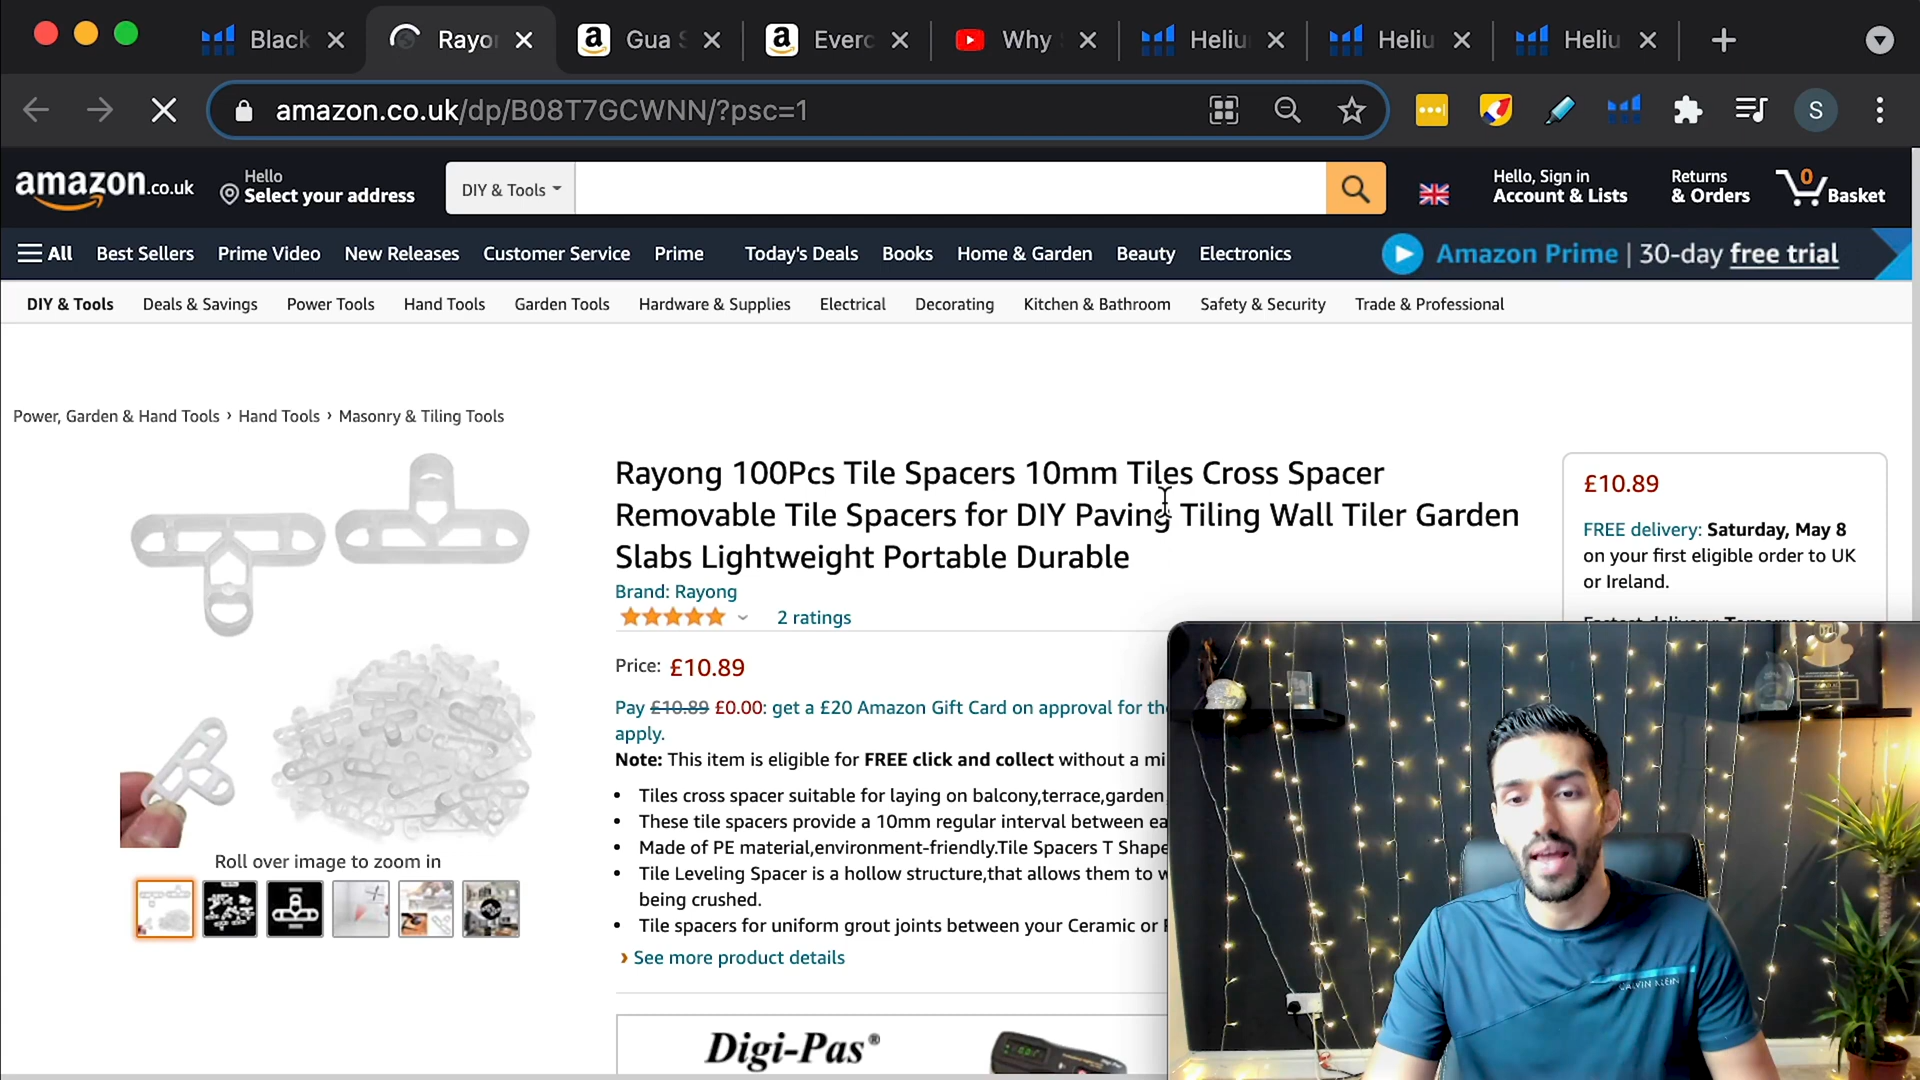 Black
Rayo
Gua S
Everc
Why
Heliu
Heliu
Heliu
amazon.co.uk/dp/B08T7GCWNN/?psc=1
S
amazon.co.uk
Hello
Select your address
DIY & Tools
Hello, Sign in
Account & Lists
Returns
& Orders
0
Basket
All
Best Sellers
Prime Video
New Releases
Customer Service
Prime
Today's Deals
Books
Home & Garden
Beauty
Electronics
Amazon Prime | 30-day free trial
DIY & Tools
Deals & Savings
Power Tools
Hand Tools
Garden Tools
Hardware & Supplies
Electrical
Decorating
Kitchen & Bathroom
Safety & Security
Trade & Professional
Power, Garden & Hand Tools › Hand Tools › Masonry & Tiling Tools
Rayong 100Pcs Tile Spacers 10mm Tiles Cross Spacer
Removable Tile Spacers for DIY Paving Tiling Wall Tiler Garden
Slabs Lightweight Portable Durable
Brand: Rayong
2 ratings
Price: £10.89
Pay £10.89 £0.00: get a £20 Amazon Gift Card on approval for the
apply.
Note: This item is eligible for FREE click and collect without a mi
• Tiles cross spacer suitable for laying on balcony,terrace,garden,
• These tile spacers provide a 10mm regular interval between ea
• Made of PE material,environment-friendly.Tile Spacers T Shape
• Tile Leveling Spacer is a hollow structure,that allows them to w
being crushed.
• Tile spacers for uniform grout joints between your Ceramic or
› See more product details
Roll over image to zoom in
£10.89
FREE delivery: Saturday, May 8
on your first eligible order to UK
or Ireland.
Fastest delivery: Tomorrow
Digi-Pas®
CALVIN KLEIN